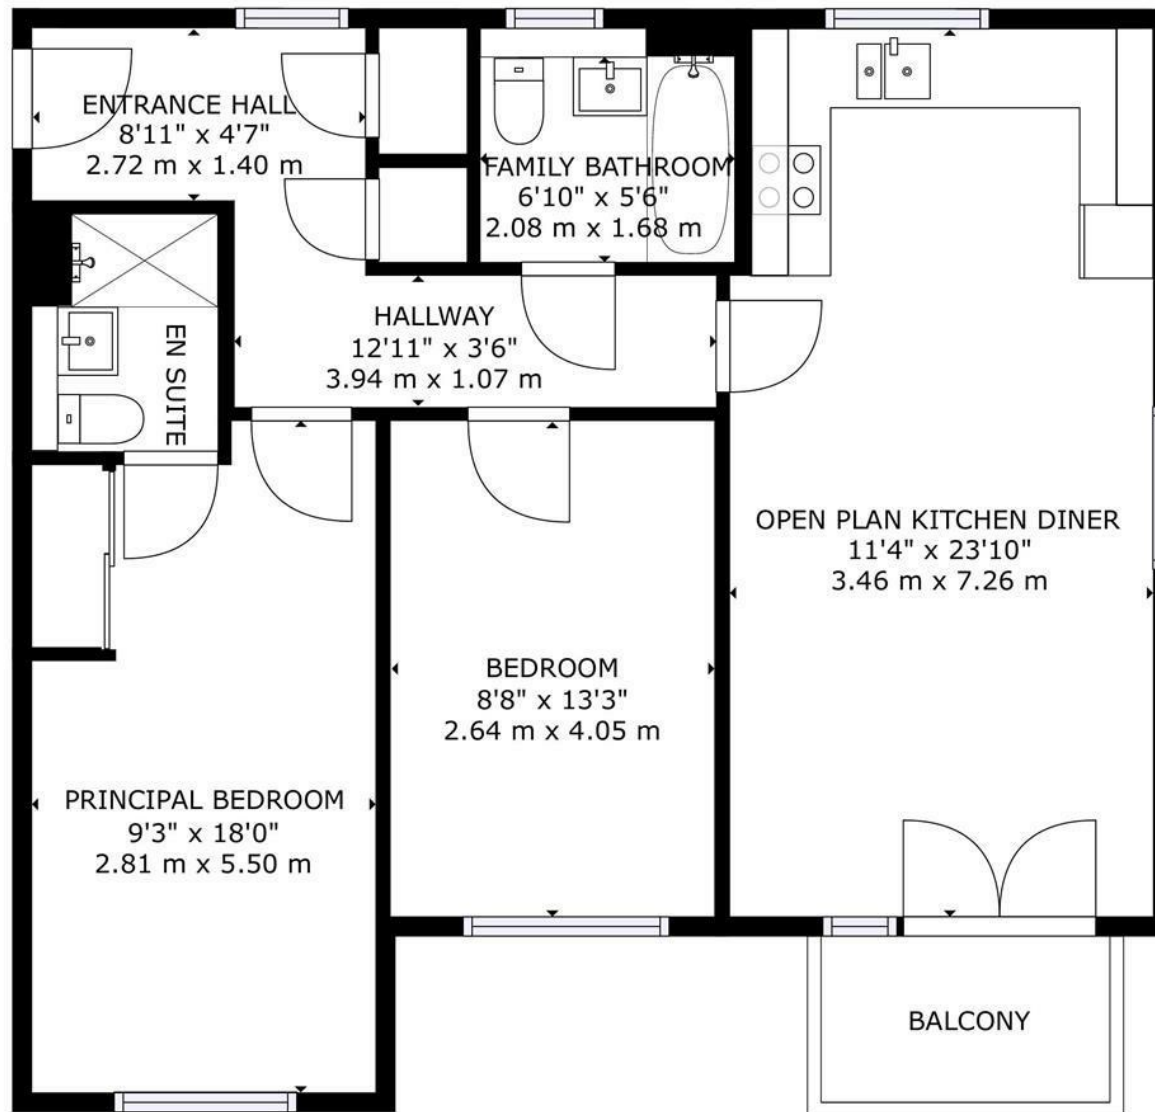 ENTRANCE HALL
8'11" x 4'7"
2.72 m x 1.40 m
FAMILY BATHROOM
6'10" x 5'6"
2.08 m x 1.68 m
EN SUITE
HALLWAY
12'11" x 3'6"
3.94 m x 1.07 m
OPEN PLAN KITCHEN DINER
11'4" x 23'10"
3.46 m x 7.26 m
BEDROOM
8'8" x 13'3"
2.64 m x 4.05 m
PRINCIPAL BEDROOM
9'3" x 18'0"
2.81 m x 5.50 m
BALCONY